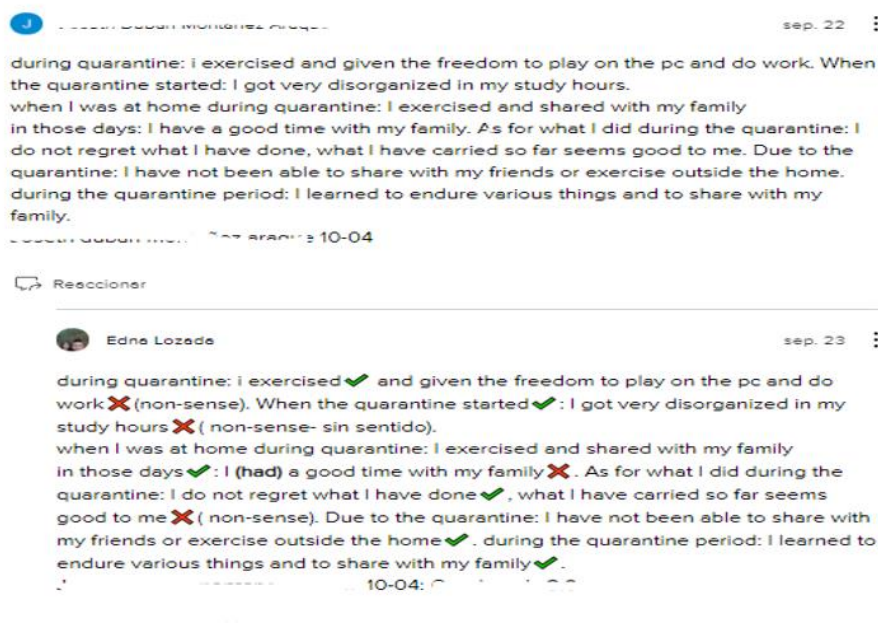 J
sep. 22
during quarantine: i exercised and given the freedom to play on the pc and do work. When
the quarantine started: I got very disorganized in my study hours.
when I was at home during quarantine: I exercised and shared with my family
in those days: I have a good time with my family. As for what I did during the quarantine: I
do not regret what I have done, what I have carried so far seems good to me. Due to the
quarantine: I have not been able to share with my friends or exercise outside the home.
during the quarantine period: I learned to endure various things and to share with my
family.
10-04
Reaccionar
Edna Lozada sep. 23
during quarantine: i exercised✔ and given the freedom to play on the pc and do
work❌(non-sense). When the quarantine started✔: I got very disorganized in my
study hours❌( non-sense- sin sentido).
when I was at home during quarantine: I exercised and shared with my family
in those days✔: I (had) a good time with my family❌. As for what I did during the
quarantine: I do not regret what I have done✔, what I have carried so far seems
good to me❌( non-sense). Due to the quarantine: I have not been able to share with
my friends or exercise outside the home✔. during the quarantine period: I learned to
endure various things and to share with my family✔.
10-04: